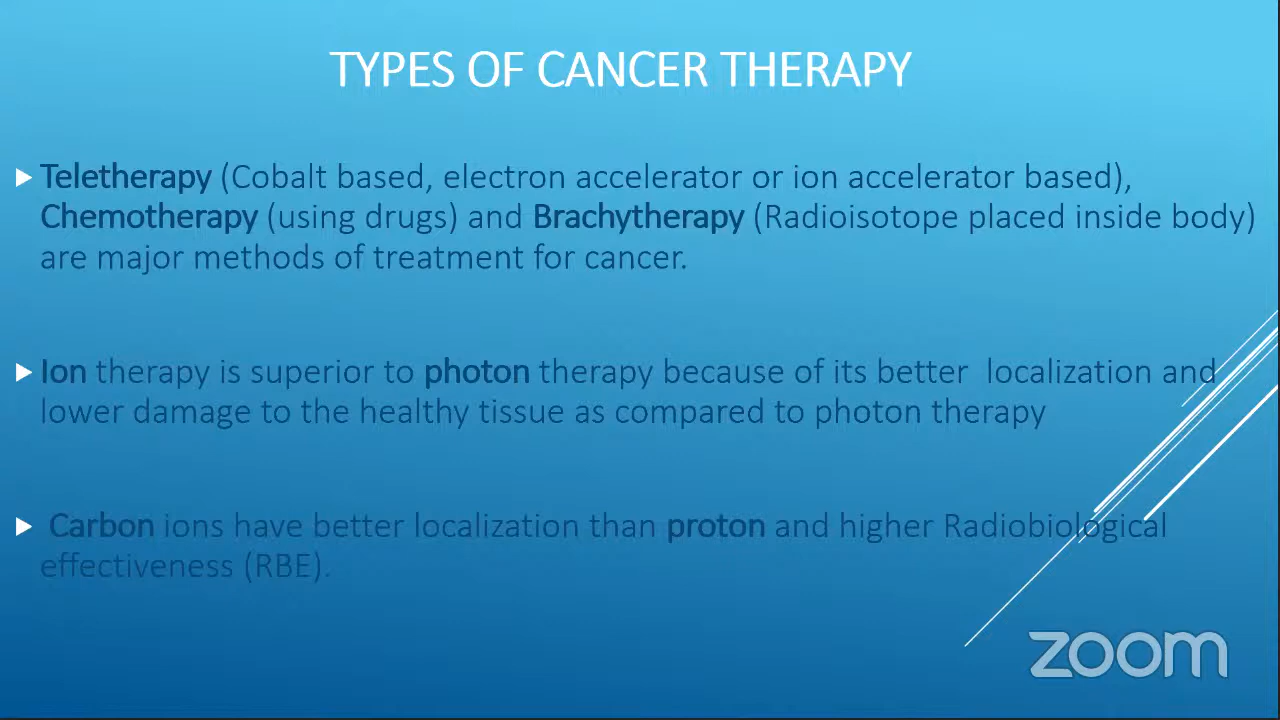 TYPES OF CANCER THERAPY
Teletherapy (Cobalt based, electron accelerator or ion accelerator based),
Chemotherapy (using drugs) and Brachytherapy (Radioisotope placed inside body)
are major methods of treatment for cancer.
Ion therapy is superior to photon therapy because of its better localization and
lower damage to the healthy tissue as compared to photon therapy
Carbon ions have better localization than proton and higher Radiobiological
effectiveness (RBE).
zoom